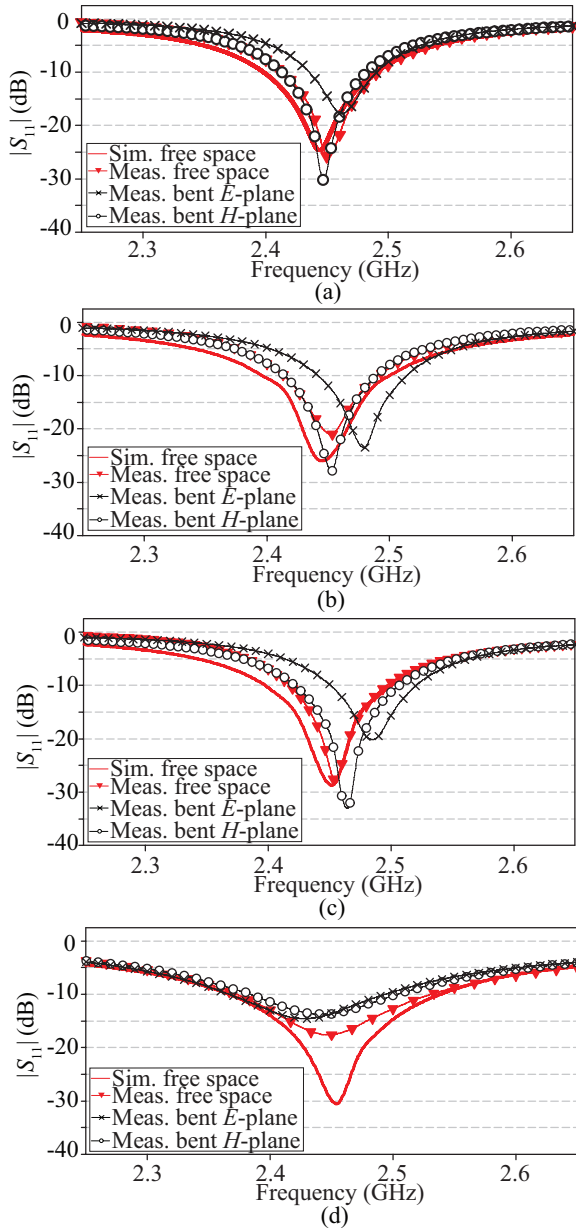 0
-10
-20
-30
-40
|S11| (dB)
Sim. free space
Meas. free space
Meas. bent E-plane
Meas. bent H-plane
2.3 2.4 2.5 2.6
Frequency (GHz)
(a)
0
-10
-20
-30
-40
|S11| (dB)
Sim. free space
Meas. free space
Meas. bent E-plane
Meas. bent H-plane
2.3 2.4 2.5 2.6
Frequency (GHz)
(b)
0
-10
-20
-30
-40
|S11| (dB)
Sim. free space
Meas. free space
Meas. bent E-plane
Meas. bent H-plane
2.3 2.4 2.5 2.6
Frequency (GHz)
(c)
0
-10
-20
-30
-40
|S11| (dB)
Sim. free space
Meas. free space
Meas. bent E-plane
Meas. bent H-plane
2.3 2.4 2.5 2.6
Frequency (GHz)
(d)